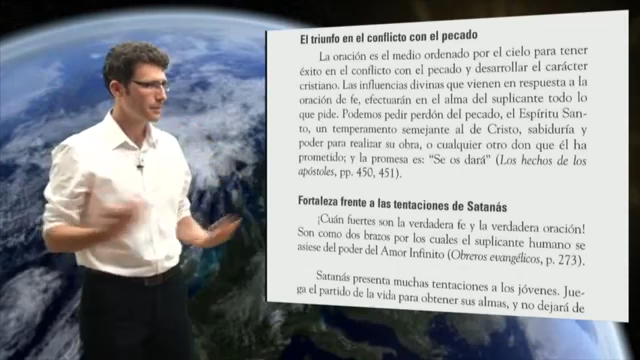 El triunfo en el conflicto con el pecado
La oración es el medio ordenado por el cielo para tener
éxito en el conflicto con el pecado y desarrollar el carácter
cristiano. Las influencias divinas que vienen en respuesta a la
oración de fe, efectuarán en el alma del suplicante todo lo
que pide. Podemos pedir perdón del pecado, el Espíritu San-
to, un temperamento semejante al de Cristo, sabiduría y
poder para realizar su obra, o cualquier otro don que él ha
prometido; y la promesa es: “Se os dará” (Los hechos de los
apóstoles, pp. 450, 451).
Fortaleza frente a las tentaciones de Satanás
¡Cuán fuertes son la verdadera fe y la verdadera oración!
Son como dos brazos por los cuales el suplicante humano se
asiese del poder del Amor Infinito (Obreros evangélicos, p. 273).
Satanás presenta muchas tentaciones a los jóvenes. Jue-
ga el partido de la vida para obtener sus almas, y no dejará de